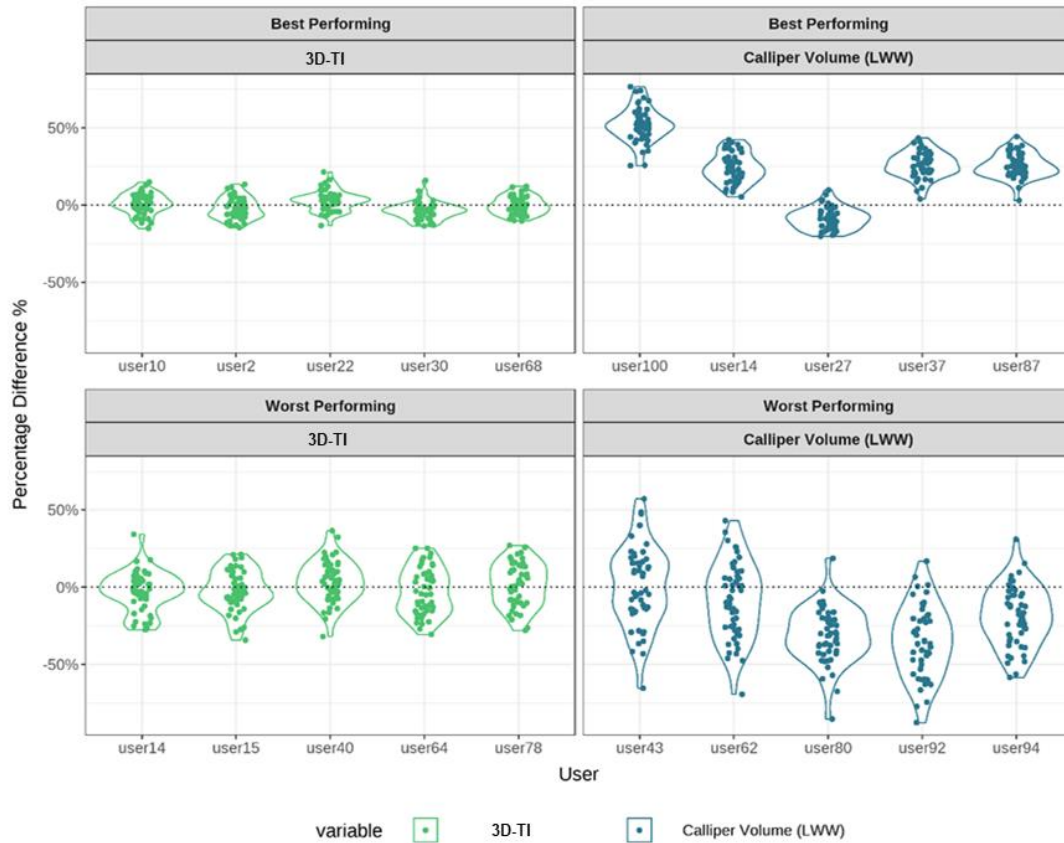 Best Performing
Best Performing
3D-TI
Calliper Volume (LWW)
50%
0%
-50%
user10
user2
user22
user30
user68
user100
user14
user27
user37
user87
Percentage Difference %
Worst Performing
Worst Performing
3D-TI
Calliper Volume (LWW)
50%
0%
-50%
user14
user15
user40
user64
user78
user43
user62
user80
user92
user94
User
variable
3D-TI
Calliper Volume (LWW)